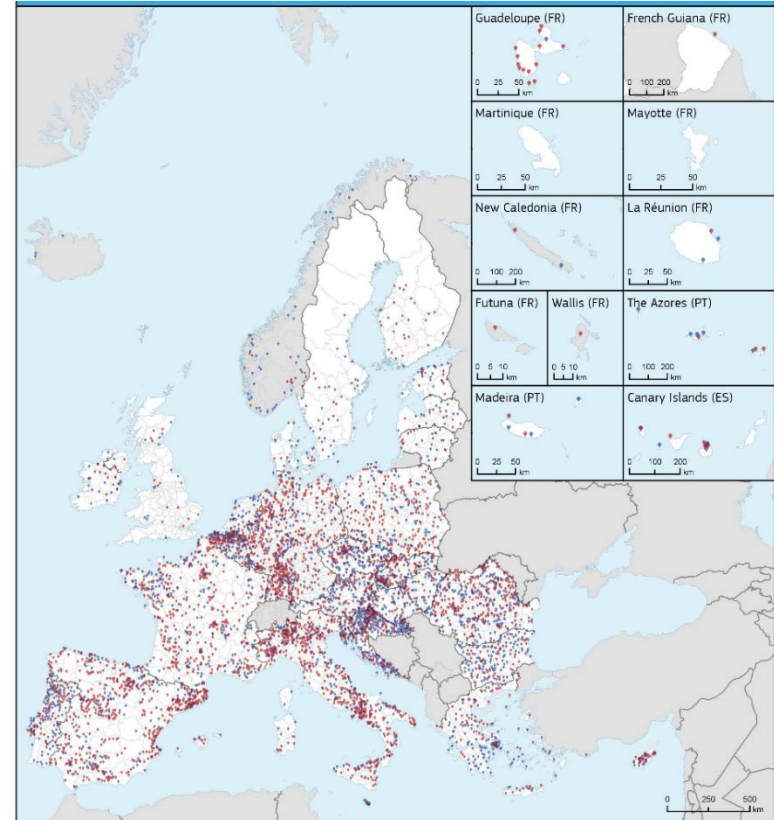 Guadeloupe (FR)
0 25 50
km
French Guiana (FR)
0 100 200
km
Martinique (FR)
0 25 50
km
Mayotte (FR)
0 25 50
km
New Caledonia (FR)
0 100 200
km
La Réunion (FR)
0 25 50
km
Futuna (FR)
0 5 10
km
Wallis (FR)
0 5 10
km
The Azores (PT)
0 100 200
km
Madeira (PT)
0 25 50
km
Canary Islands (ES)
0 100 200
km
0 250 500
km